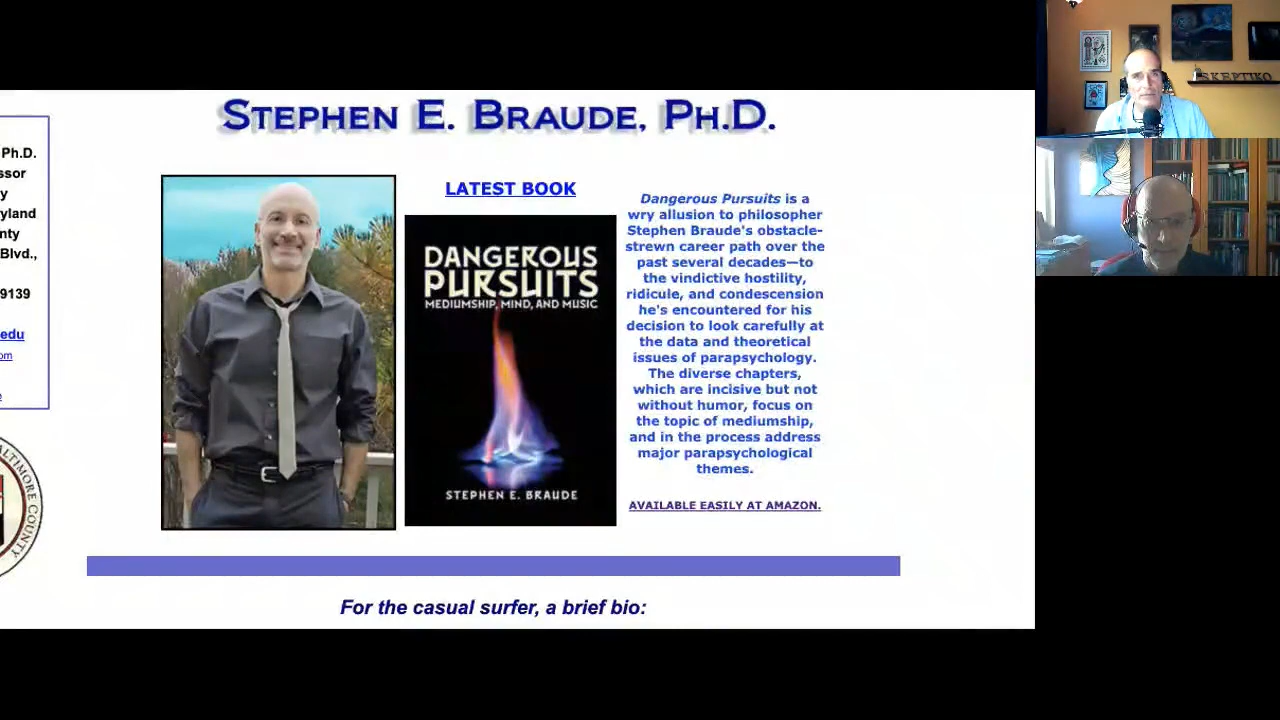 STEPHEN E. BRAUDE, PH.D.
Ph.D.
ssor
y
yland
nty
Blvd.,
9139
edu
om
LATEST BOOK
DANGEROUS
PURSUITS
MEDIUMSHIP, MIND, AND MUSIC
STEPHEN E. BRAUDE
Dangerous Pursuits is a
wry allusion to philosopher
Stephen Braude's obstacle-
strewn career path over the
past several decades—to
the vindictive hostility,
ridicule, and condescension
he's encountered for his
decision to look carefully at
the data and theoretical
issues of parapsychology.
The diverse chapters,
which are incisive but not
without humor, focus on
the topic of mediumship,
and in the process address
major parapsychological
themes.
AVAILABLE EASILY AT AMAZON.
ALTIMORE COUNTY
For the casual surfer, a brief bio:
SKEPTIKO